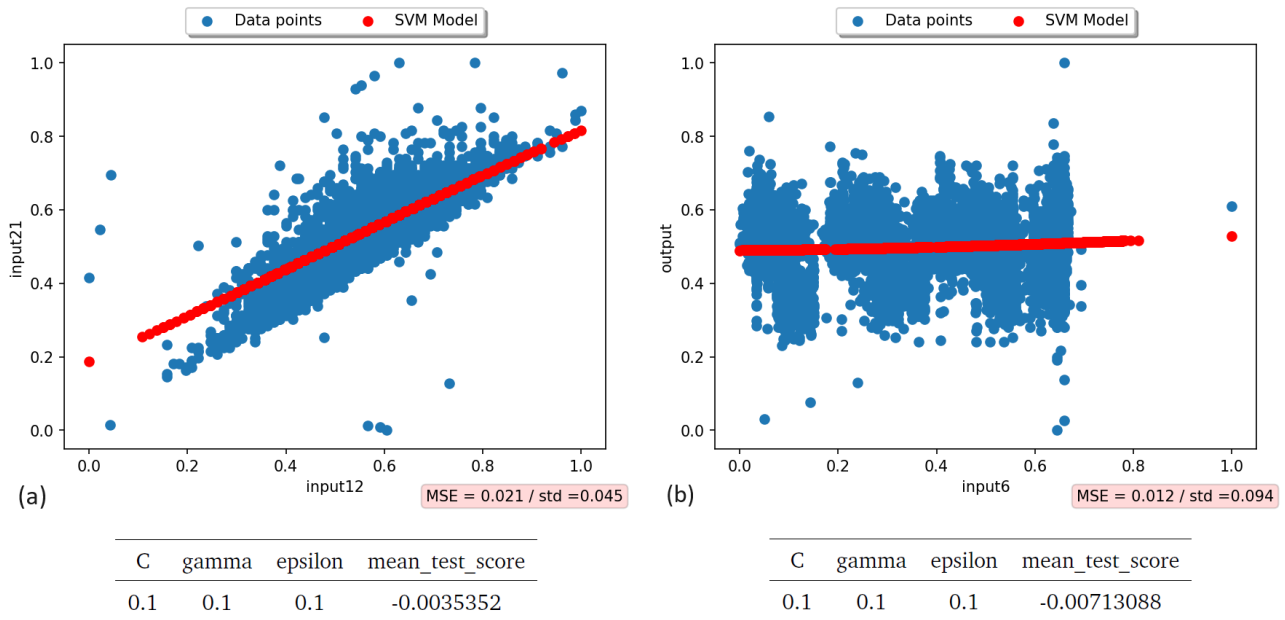 Data points SVM Model
1.0
0.8
0.6
0.4
0.2
0.0
input21
0.0 0.2 0.4 0.6 0.8 1.0
input12
(a)
MSE = 0.021 / std =0.045
C gamma epsilon mean_test_score
0.1 0.1 0.1 -0.0035352
Data points SVM Model
1.0
0.8
0.6
0.4
0.2
0.0
output
0.0 0.2 0.4 0.6 0.8 1.0
input6
(b)
MSE = 0.012 / std =0.094
C gamma epsilon mean_test_score
0.1 0.1 0.1 -0.00713088